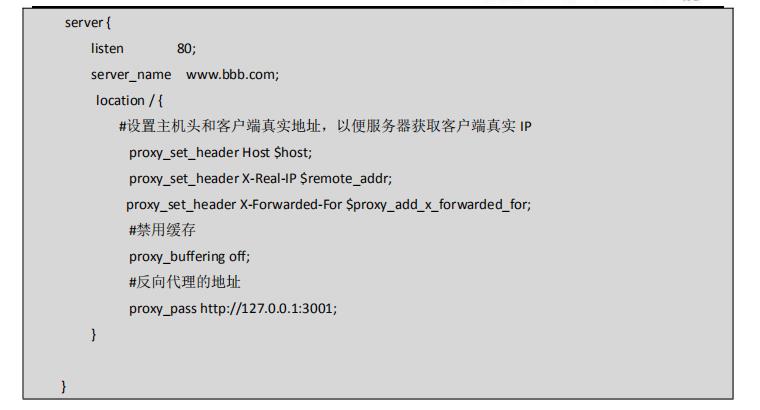 server {
listen 80;
server_name www.bbb.com;
location / {
#设置主机头和客户端真实地址，以便服务器获取客户端真实 IP
proxy_set_header Host $host;
proxy_set_header X-Real-IP $remote_addr;
proxy_set_header X-Forwarded-For $proxy_add_x_forwarded_for;
#禁用缓存
proxy_buffering off;
#反向代理的地址
proxy_pass http://127.0.0.1:3001;
}
}